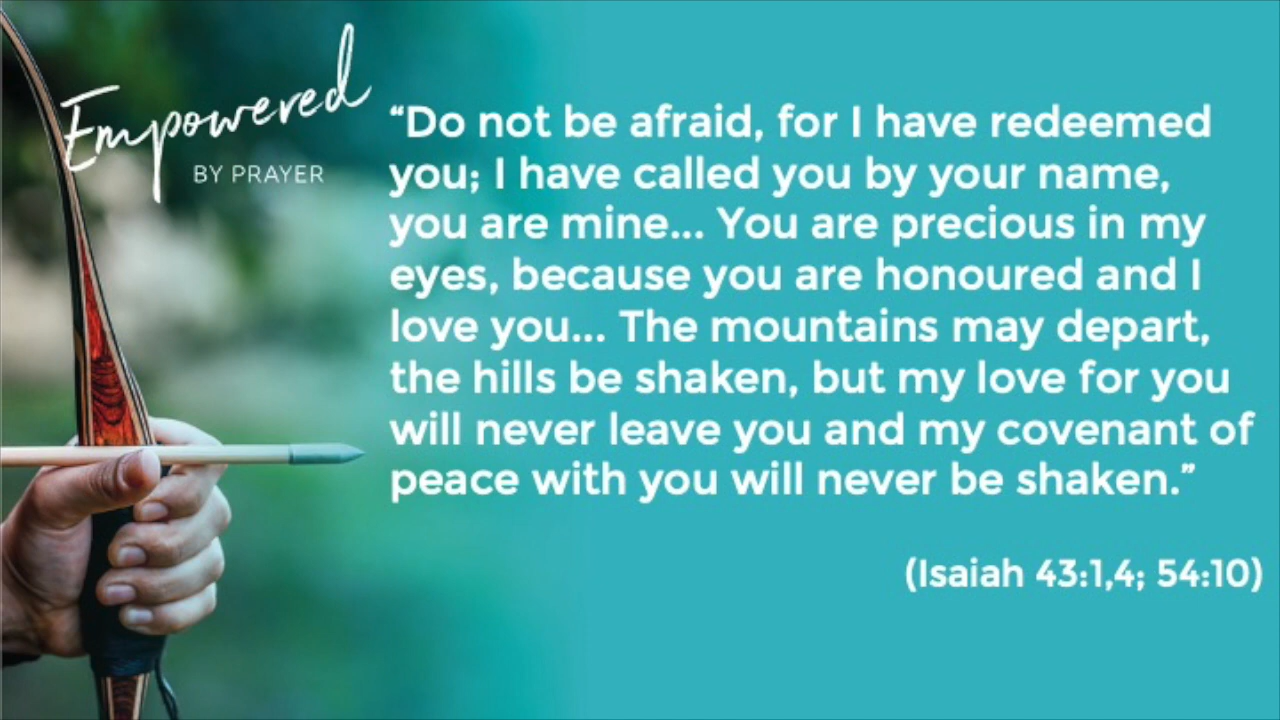 Empowered
BY PRAYER
“Do not be afraid, for I have redeemed
you; I have called you by your name,
you are mine... You are precious in my
eyes, because you are honoured and I
love you... The mountains may depart,
the hills be shaken, but my love for you
will never leave you and my covenant of
peace with you will never be shaken.”
(Isaiah 43:1,4; 54:10)